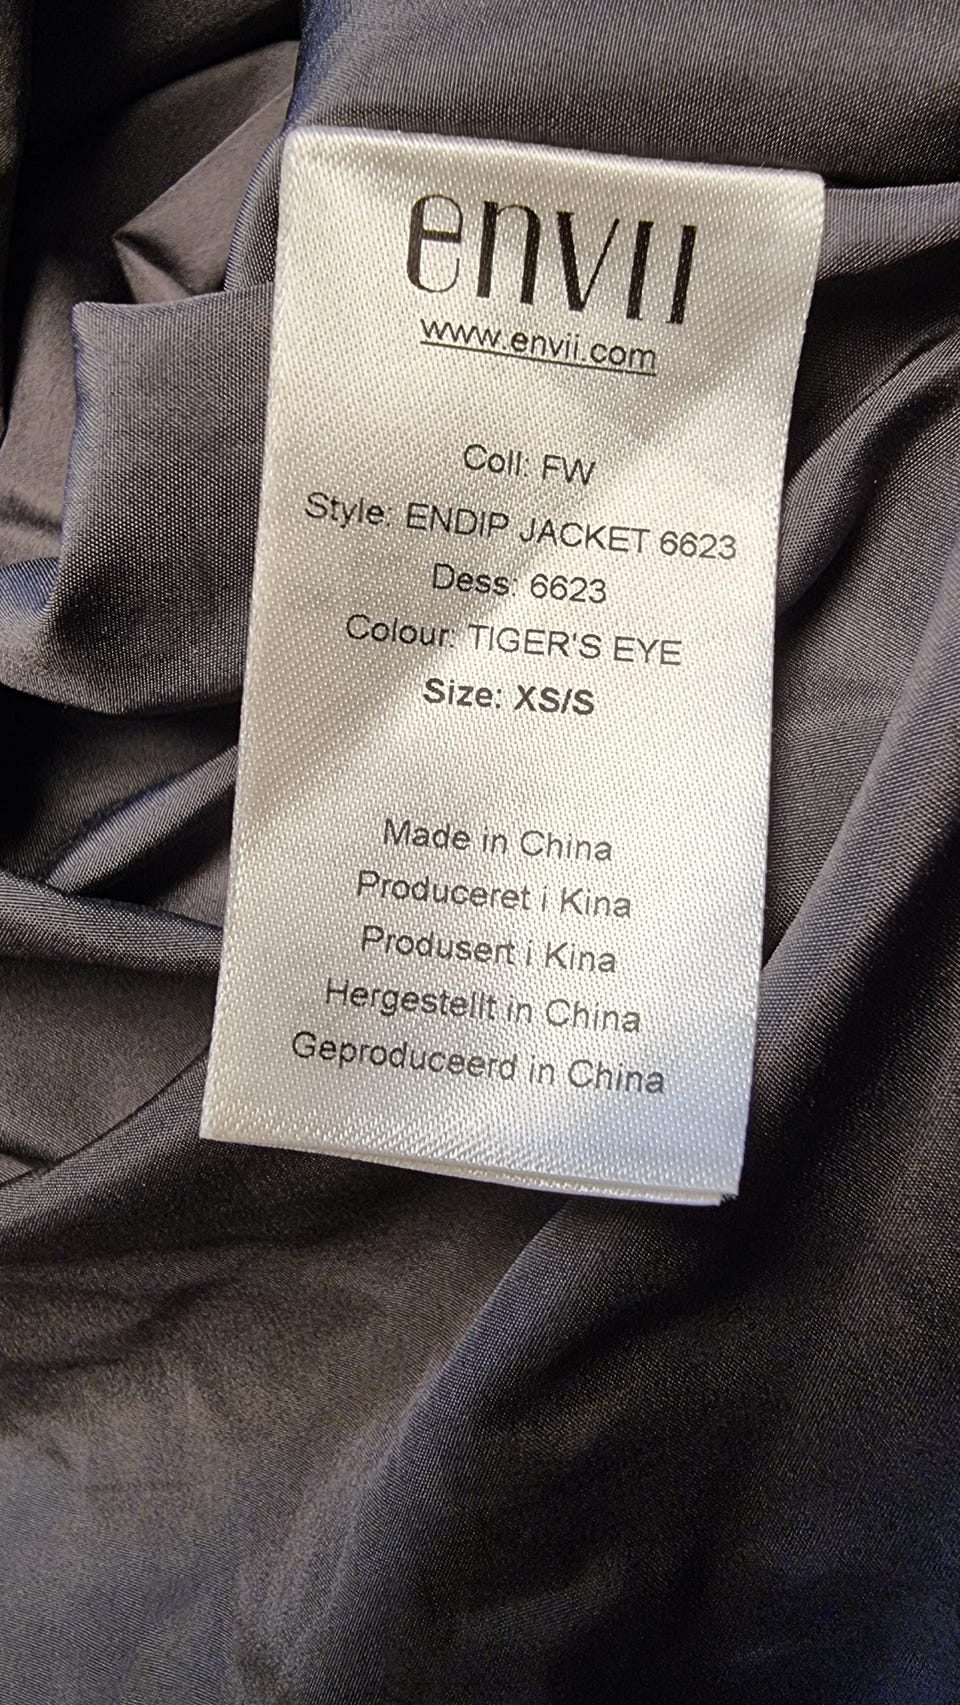 envii
www.envii.com
Coll: FW
Style: ENDIP JACKET 6623
Dess: 6623
Colour: TIGER'S EYE
Size: XS/S
Made in China
Produceret i Kina
Produsert i Kina
Hergestellt in China
Geproduceerd in China